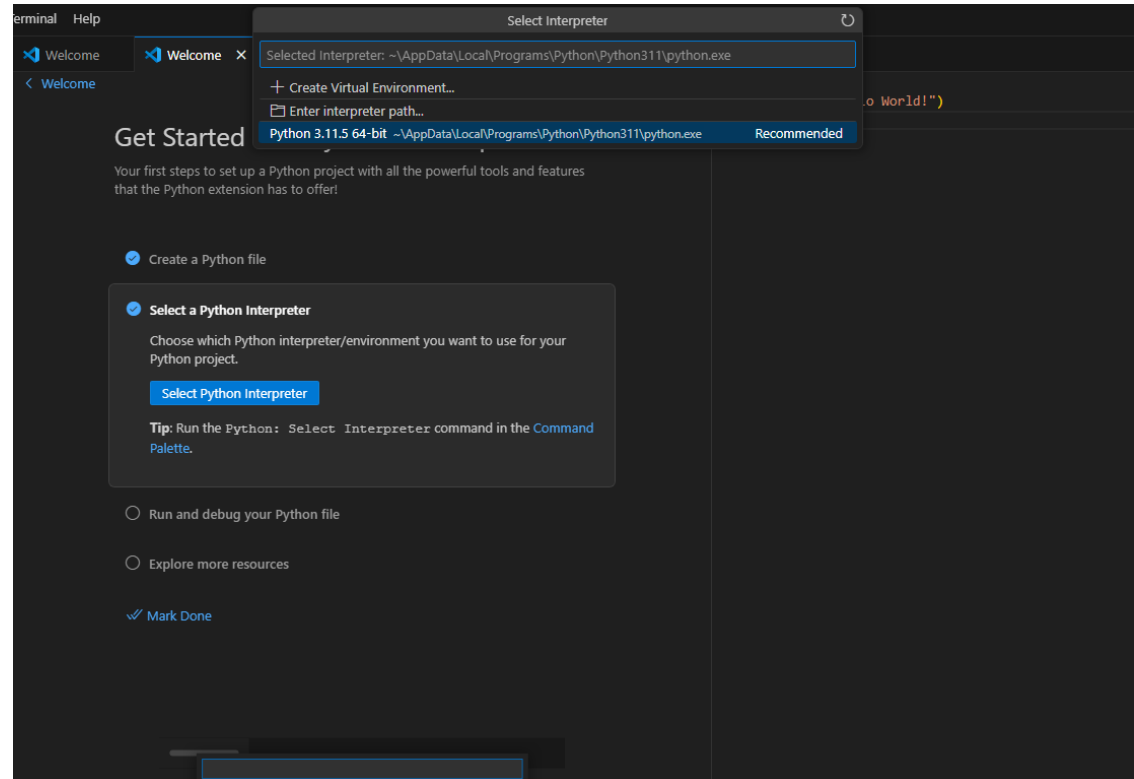 erminal Help
Select Interpreter
Welcome
Welcome
Selected Interpreter: ~\AppData\Local\Programs\Python\Python311\python.exe
Welcome
Create Virtual Environment...
Enter interpreter path...
o World!")
Python 3.11.5 64-bit ~\AppData\Local\Programs\Python\Python311\python.exe Recommended
Get Started
Your first steps to set up a Python project with all the powerful tools and features
that the Python extension has to offer!
Create a Python file
Select a Python Interpreter
Choose which Python interpreter/environment you want to use for your
Python project.
Select Python Interpreter
Tip: Run the Python: Select Interpreter command in the Command
Palette.
Run and debug your Python file
Explore more resources
Mark Done